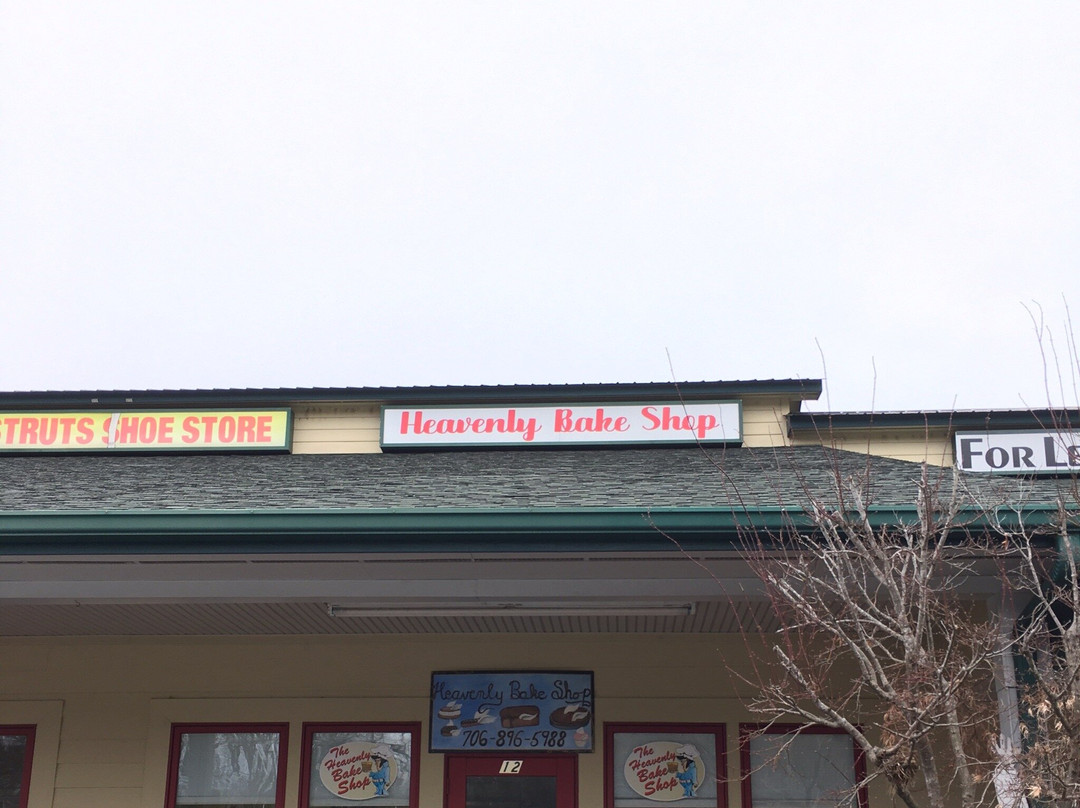 STRUTS SHOE STORE
Heavenly Bake Shop
FOR
Heavenly Bake Shop
706-896-5988
12
The
Heavenly
Bake
Shop
The
Heavenly
Bake
Shop